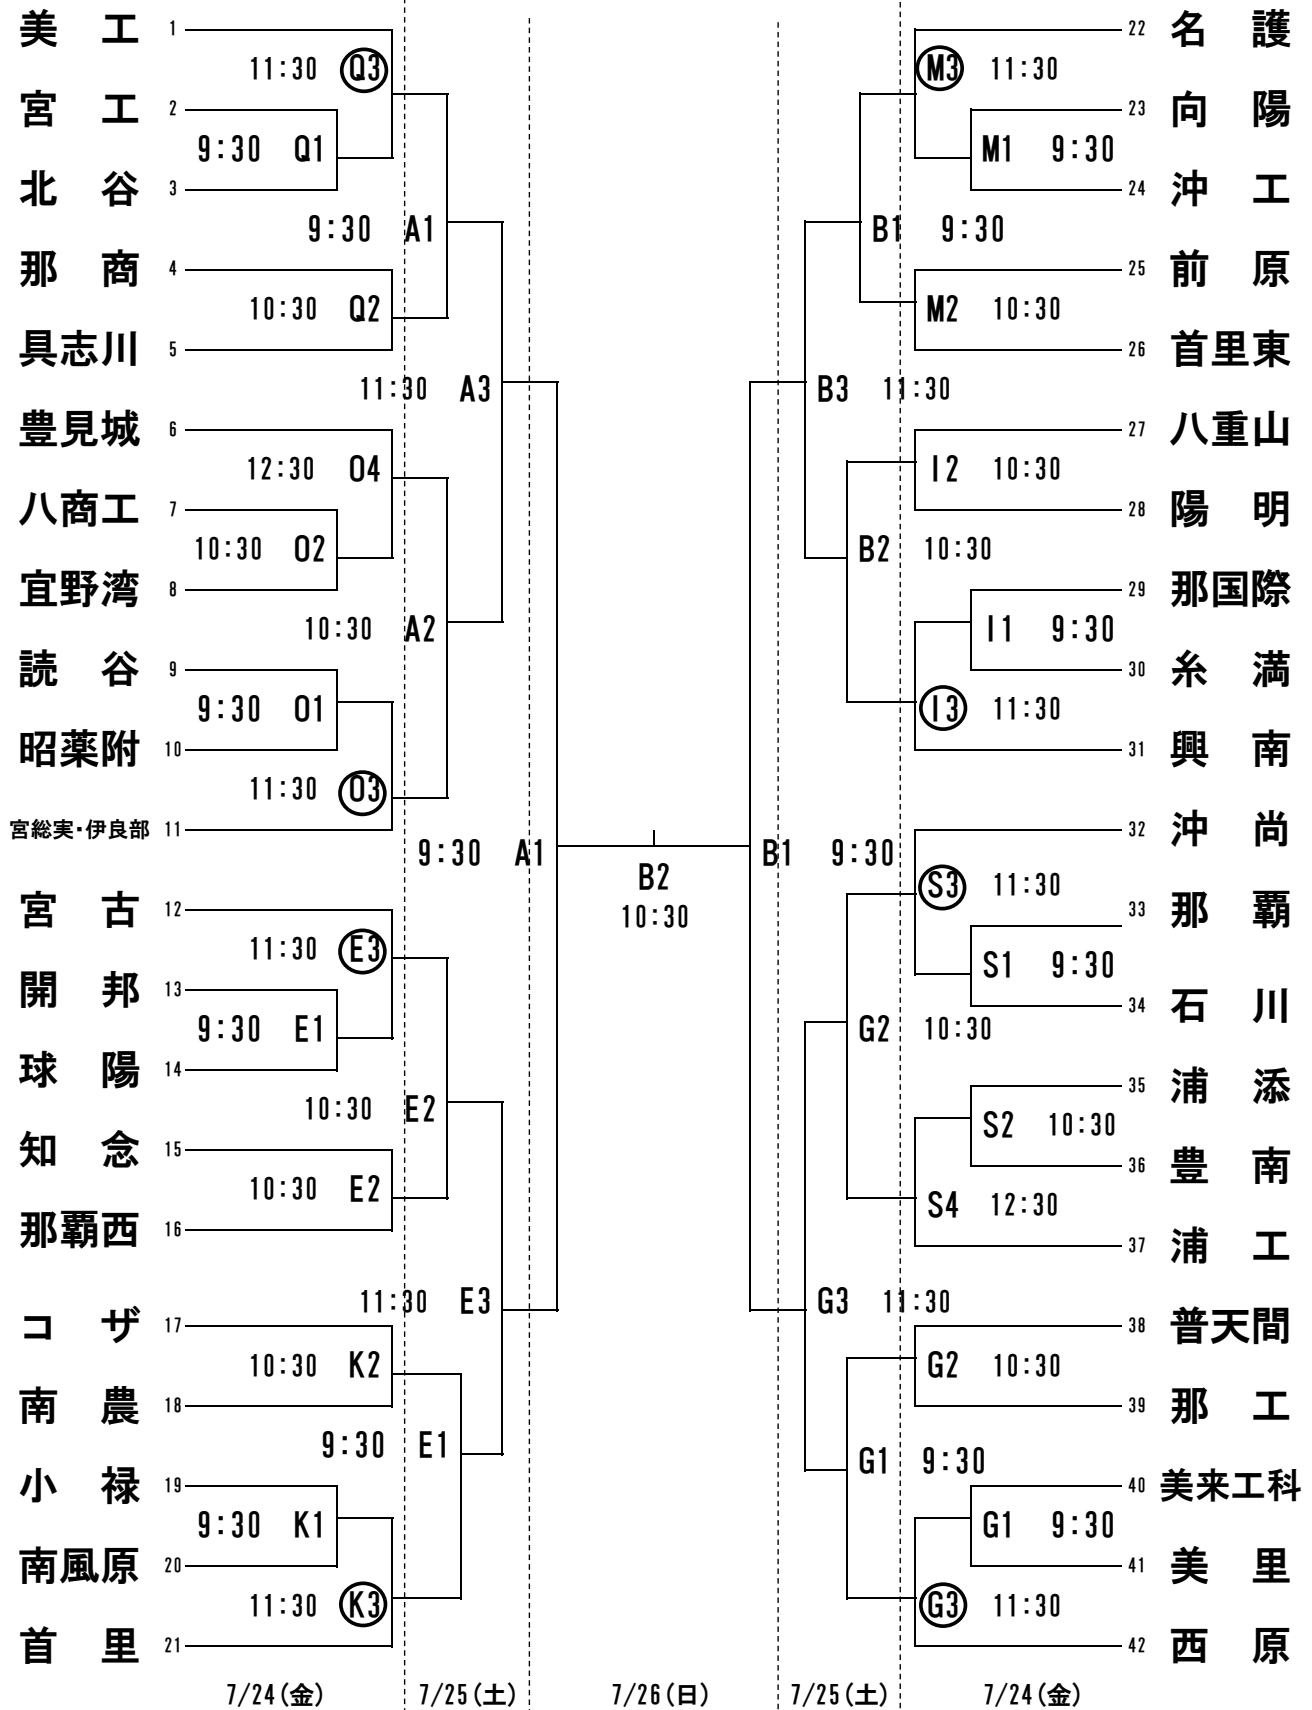 美工 1
11:30 Q3
宮工 2
9:30 Q1
北谷 3
9:30 A1
那商 4
10:30 Q2
具志川 5
11:30 A3
豊見城 6
12:30 O4
八商工 7
10:30 O2
宜野湾 8
10:30 A2
読谷 9
9:30 O1
昭薬附 10
11:30 O3
宮総実・伊良部 11
9:30 A1
宮古 12
11:30 E3
開邦 13
9:30 E1
球陽 14
10:30 E2
知念 15
10:30 E2
那覇西 16
11:30 E3
コザ 17
10:30 K2
南農 18
9:30 E1
小禄 19
9:30 K1
南風原 20
11:30 K3
首里 21
B2
10:30
22 名護
M3 11:30
23 向陽
M1 9:30
24 沖工
B1 9:30
25 前原
M2 10:30
26 首里東
B3 11:30
27 八重山
I2 10:30
28 陽明
B2 10:30
29 那国際
I1 9:30
30 糸満
I3 11:30
31 興南
32 沖尚
B1 9:30
S3 11:30
33 那覇
S1 9:30
34 石川
G2 10:30
35 浦添
S2 10:30
36 豊南
S4 12:30
37 浦工
G3 11:30
38 普天間
G2 10:30
39 那工
G1 9:30
40 美来工科
G1 9:30
41 美里
G3 11:30
42 西原
7/24(金) 7/25(土) 7/26(日) 7/25(土) 7/24(金)